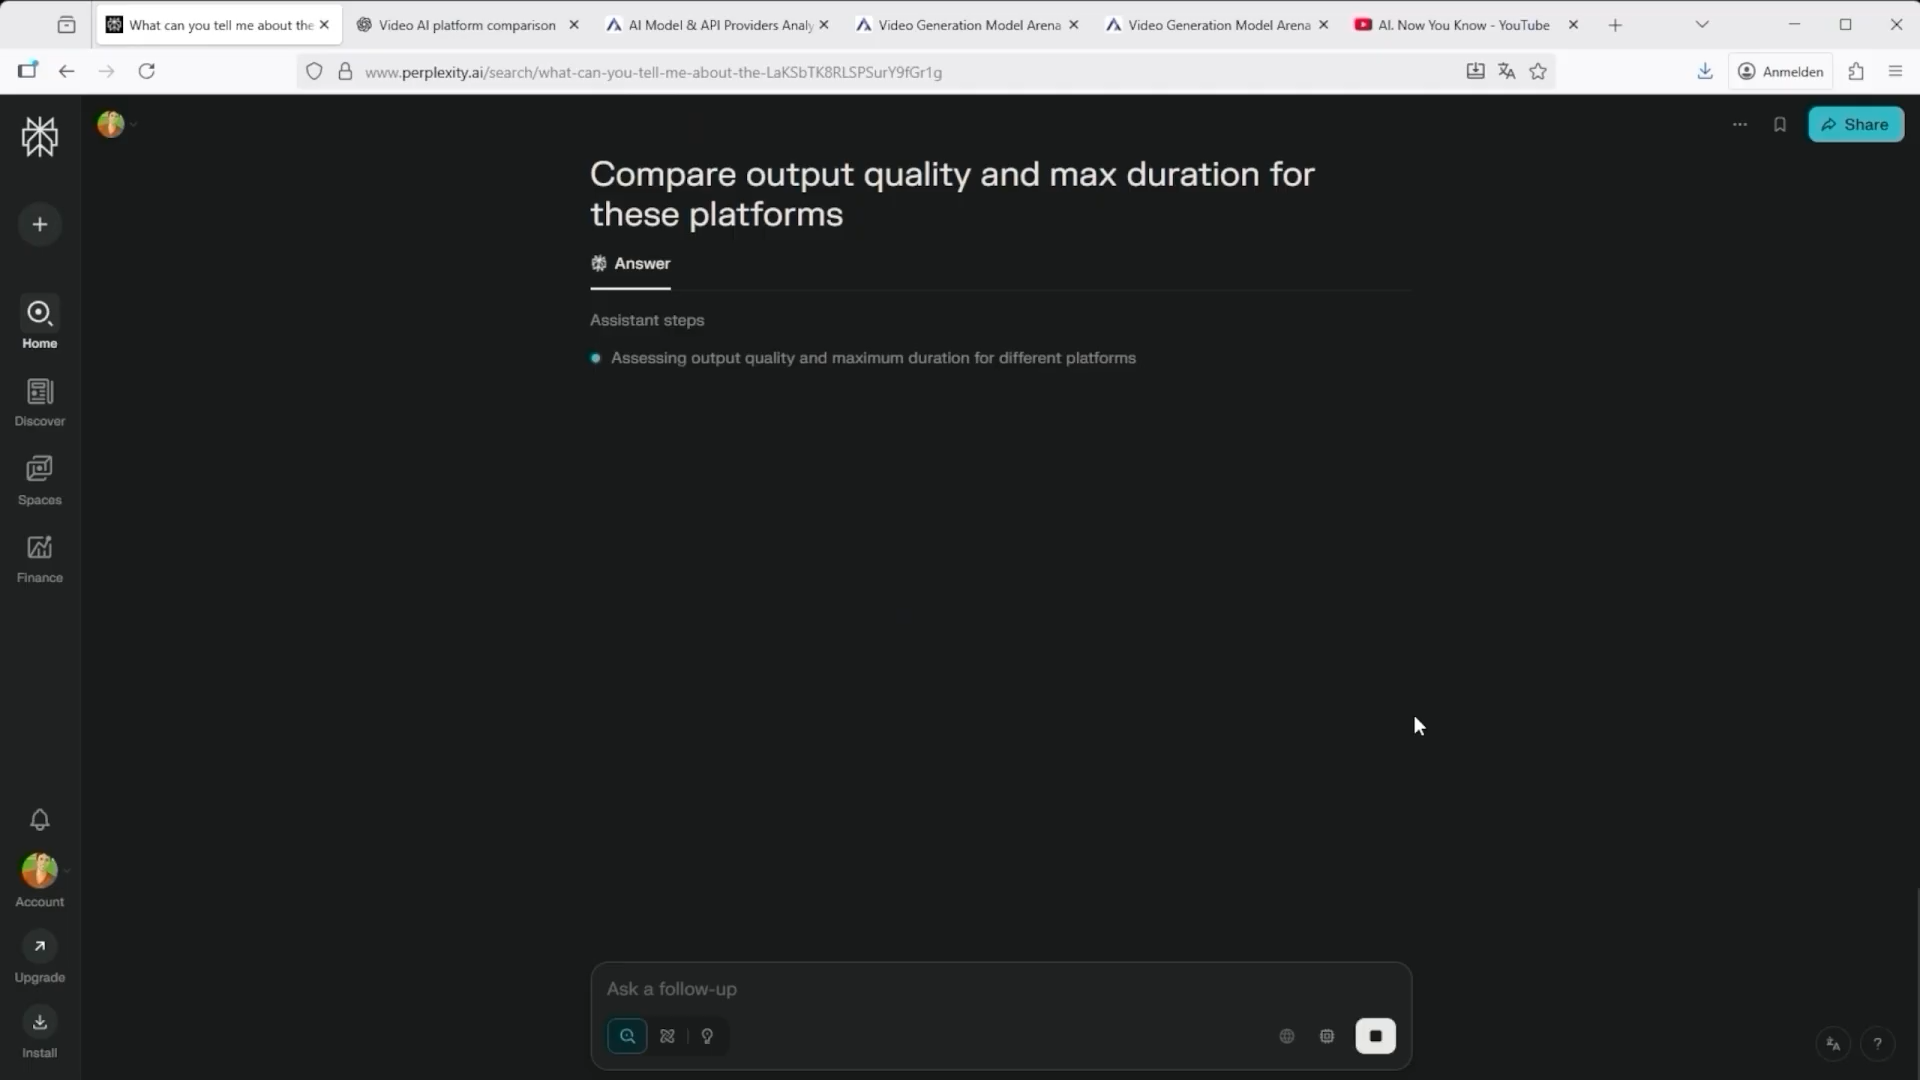 What can you tell me about the
Video AI platform comparison
AI Model & API Providers Analy
Video Generation Model Arena
Video Generation Model Arena
AI. Now You Know - YouTube
www.perplexity.ai/search/what-can-you-tell-me-about-the-LaKSbTK8RLSPSurY9fGr1g
Anmelden
Share
Compare output quality and max duration for
these platforms
Answer
Assistant steps
Assessing output quality and maximum duration for different platforms
Home
Discover
Spaces
Finance
Account
Upgrade
Install
Ask a follow-up